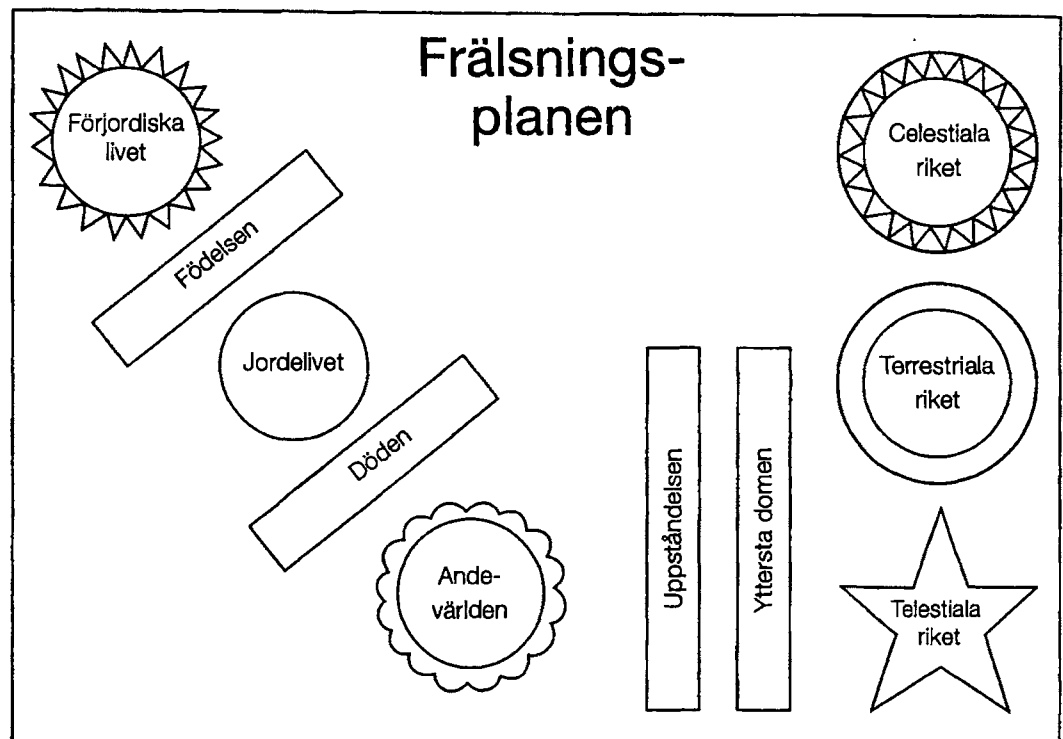 Frälsnings-
planen
Förjordiska
livet
Födelsen
Jordelivet
Döden
Ande-
världen
Uppståndelsen
Yttersta domen
Celestiala
riket
Terrestriala
riket
Telestiala
riket